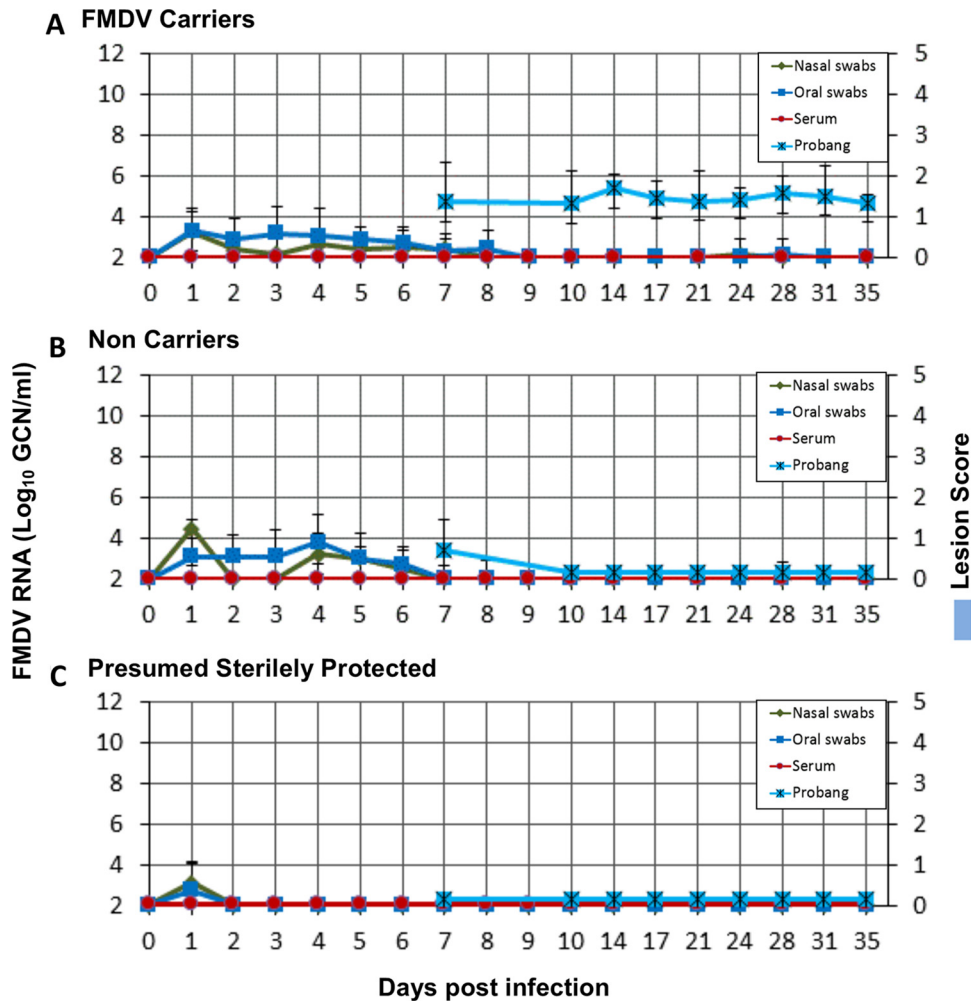 A FMDV Carriers
12 10 8 6 4 2
5 4 3 2 1 0
Nasal swabs
Oral swabs
Serum
Probang
0 1 2 3 4 5 6 7 8 9 10 14 17 21 24 28 31 35
B Non Carriers
12 10 8 6 4 2
5 4 3 2 1 0
Nasal swabs
Oral swabs
Serum
Probang
0 1 2 3 4 5 6 7 8 9 10 14 17 21 24 28 31 35
FMDV RNA (Log₁₀ GCN/ml)
Lesion Score
C Presumed Sterilely Protected
12 10 8 6 4 2
5 4 3 2 1 0
Nasal swabs
Oral swabs
Serum
Probang
0 1 2 3 4 5 6 7 8 9 10 14 17 21 24 28 31 35
Days post infection